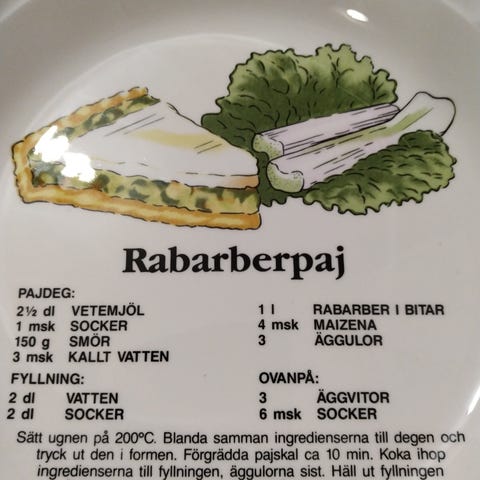 Rabarberpaj
PAJDEG:
2½ dl VETEMJÖL
1 msk SOCKER
150 g SMÖR
3 msk KALLT VATTEN
FYLLNING:
2 dl VATTEN
2 dl SOCKER
1 l RABARBER I BITAR
4 msk MAIZENA
3 ÄGGULOR
OVANPÅ:
3 ÄGGVITOR
6 msk SOCKER
Sätt ugnen på 200ºC. Blanda samman ingredienserna till degen och
tryck ut den i formen. Förgrädda pajskal ca 10 min. Koka ihop
ingredienserna till fyllningen, äggulorna sist. Häll ut fyllningen